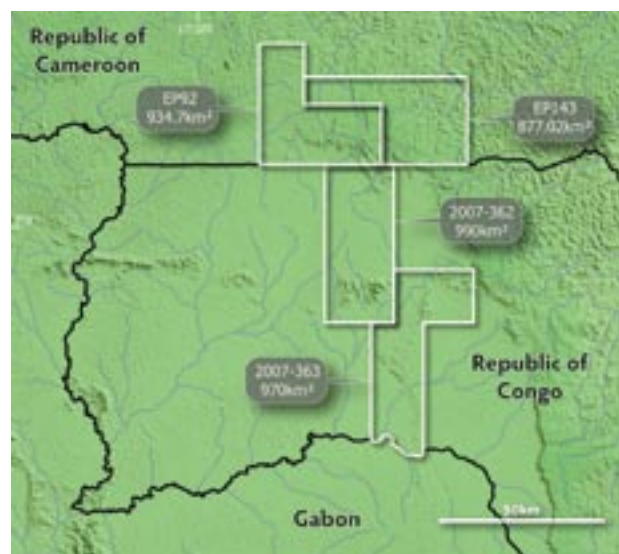 Republic of
Cameroon
EP92
934.7km²
EP143
877.02km²
2007-362
990km²
2007-363
970km²
Republic of
Congo
Gabon
50km